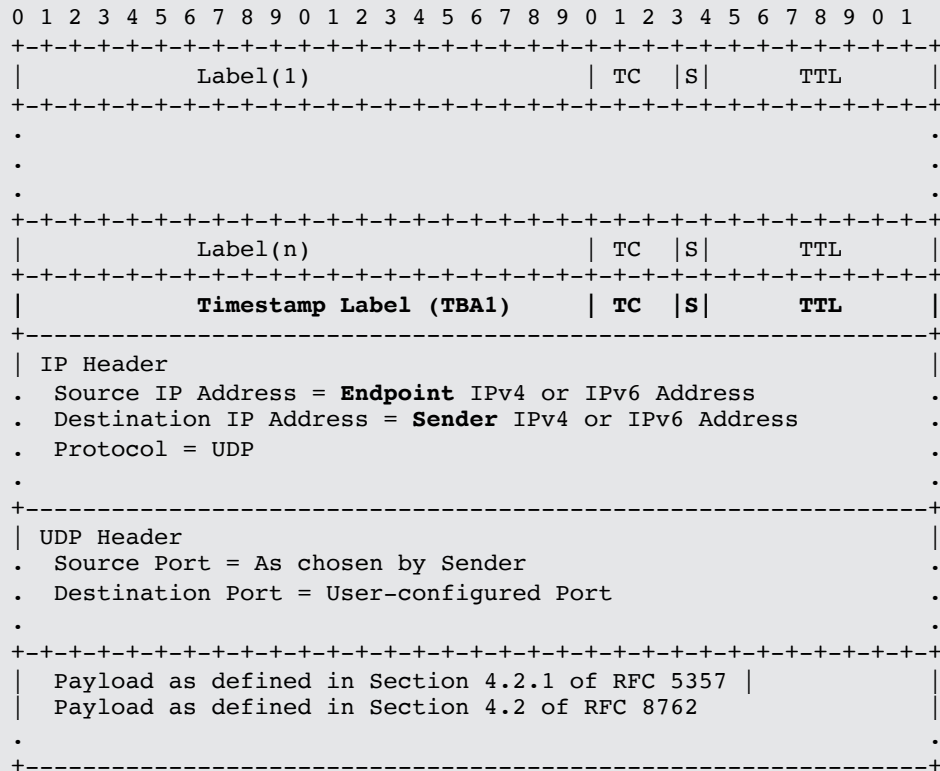 0 1 2 3 4 5 6 7 8 9 0 1 2 3 4 5 6 7 8 9 0 1 2 3 4 5 6 7 8 9 0 1
+-+-+-+-+-+-+-+-+-+-+-+-+-+-+-+-+-+-+-+-+-+-+-+-+-+-+-+-+-+-+-+-+
|            Label(1)                   | TC  |S|      TTL      |
+-+-+-+-+-+-+-+-+-+-+-+-+-+-+-+-+-+-+-+-+-+-+-+-+-+-+-+-+-+-+-+-+
.                                                               .
.                                                               .
.                                                               .
+-+-+-+-+-+-+-+-+-+-+-+-+-+-+-+-+-+-+-+-+-+-+-+-+-+-+-+-+-+-+-+-+
|            Label(n)                   | TC  |S|      TTL      |
+-+-+-+-+-+-+-+-+-+-+-+-+-+-+-+-+-+-+-+-+-+-+-+-+-+-+-+-+-+-+-+-+
|            Timestamp Label (TBA1)     | TC  |S|      TTL      |
+---------------------------------------------------------------+
| IP Header                                                     |
.  Source IP Address = Endpoint IPv4 or IPv6 Address            .
.  Destination IP Address = Sender IPv4 or IPv6 Address         .
.  Protocol = UDP                                               .
.                                                               .
+---------------------------------------------------------------+
| UDP Header                                                    |
.  Source Port = As chosen by Sender                            .
.  Destination Port = User-configured Port                      .
.                                                               .
+-+-+-+-+-+-+-+-+-+-+-+-+-+-+-+-+-+-+-+-+-+-+-+-+-+-+-+-+-+-+-+-+
|  Payload as defined in Section 4.2.1 of RFC 5357 |            |
|  Payload as defined in Section 4.2 of RFC 8762                |
.                                                               .
+---------------------------------------------------------------+